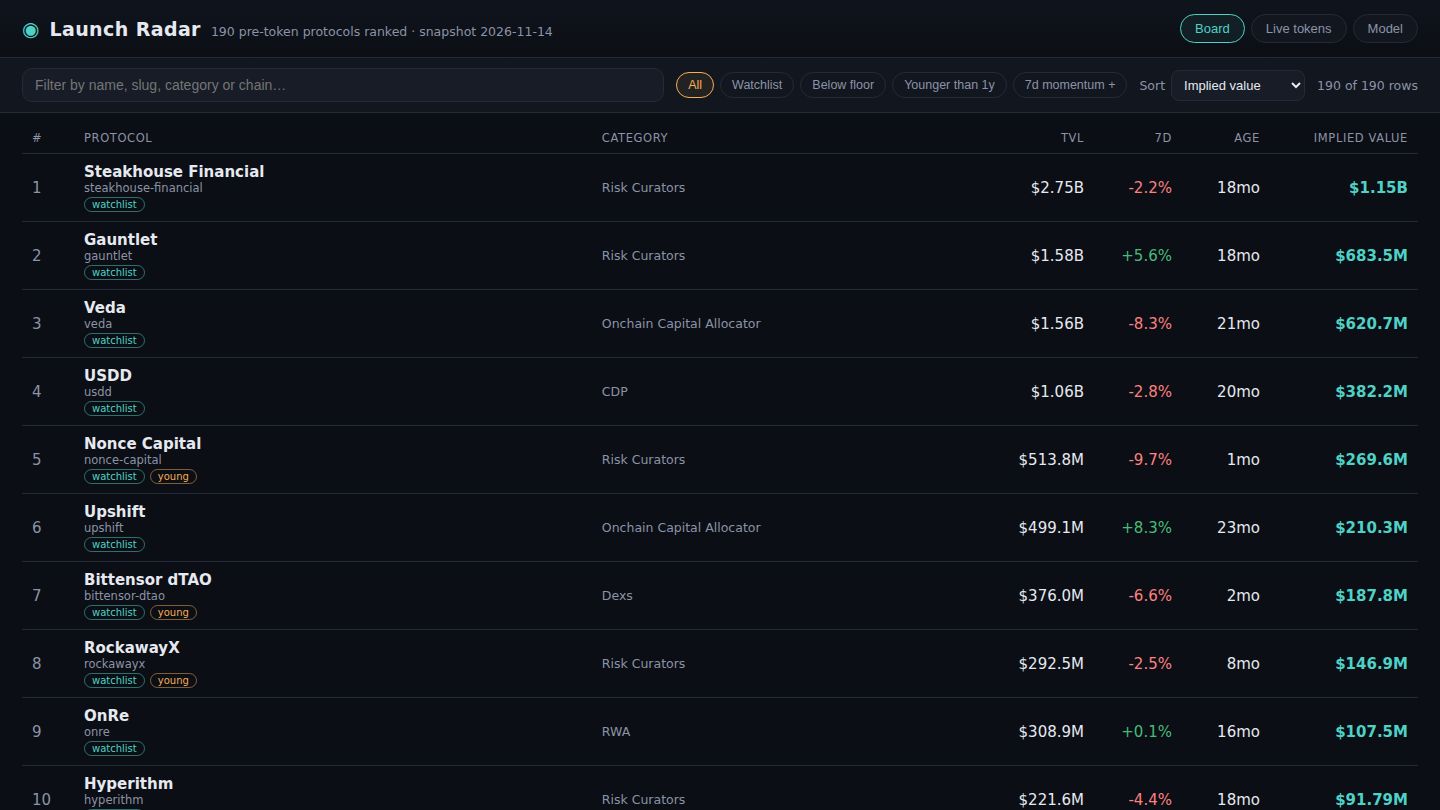 ◉ Launch Radar 190 pre-token protocols ranked · snapshot 2026-11-14 Board Live tokens Model
Filter by name, slug, category or chain… All Watchlist Below floor Younger than 1y 7d momentum + Sort Implied value 190 of 190 rows
# PROTOCOL CATEGORY TVL 7D AGE IMPLIED VALUE
Steakhouse Financial
1 steakhouse-financial Risk Curators $2.75B -2.2% 18mo $1.15B
watchlist
Gauntlet
2 gauntlet Risk Curators $1.58B +5.6% 18mo $683.5M
watchlist
Veda
3 veda Onchain Capital Allocator $1.56B -8.3% 21mo $620.7M
watchlist
USDD
4 usdd CDP $1.06B -2.8% 20mo $382.2M
watchlist
Nonce Capital
5 nonce-capital Risk Curators $513.8M -9.7% 1mo $269.6M
watchlist young
Upshift
6 upshift Onchain Capital Allocator $499.1M +8.3% 23mo $210.3M
watchlist
Bittensor dTAO
7 bittensor-dtao Dexs $376.0M -6.6% 2mo $187.8M
watchlist young
RockawayX
8 rockawayx Risk Curators $292.5M -2.5% 8mo $146.9M
watchlist young
OnRe
9 onre RWA $308.9M +0.1% 16mo $107.5M
watchlist
Hyperithm
10 hyperithm Risk Curators $221.6M -4.4% 18mo $91.79M